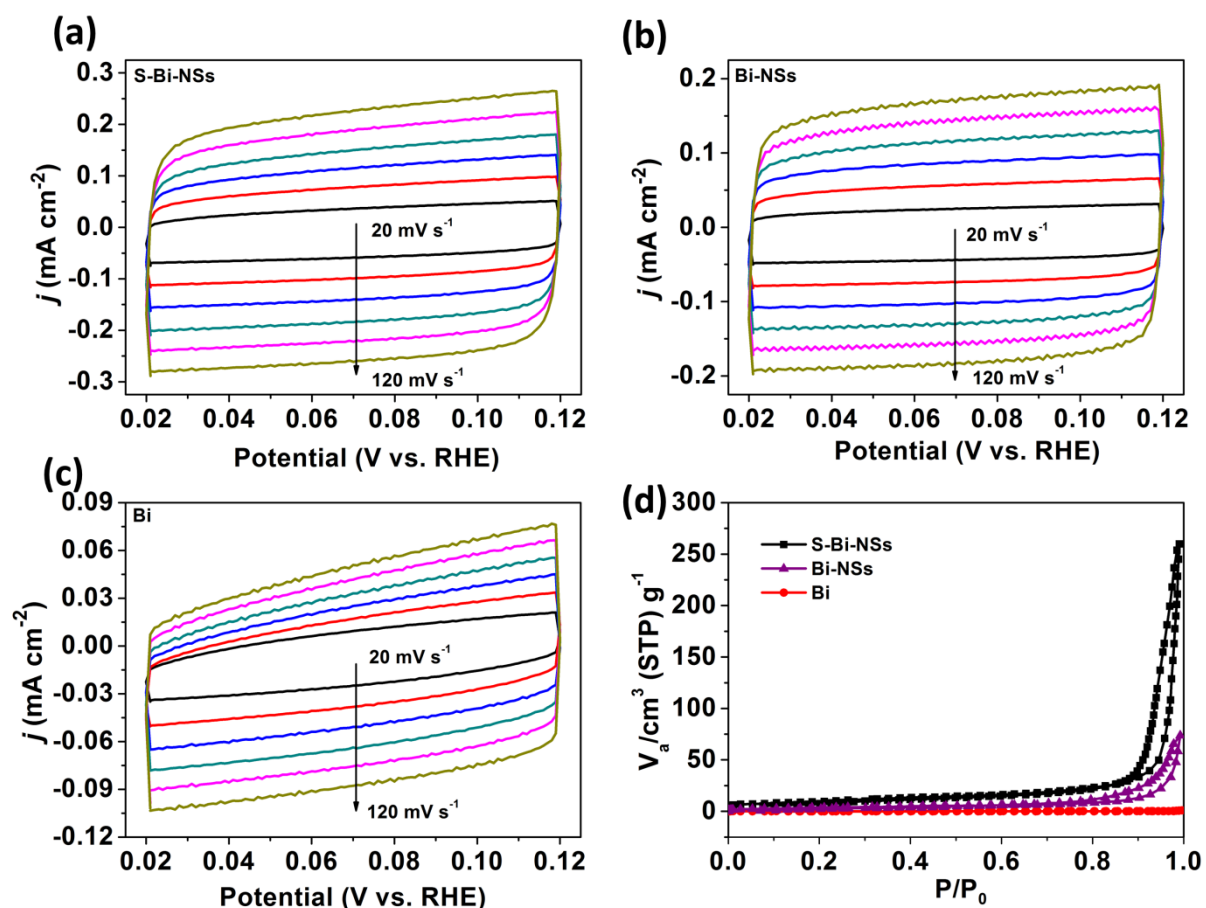 (a)
S-Bi-NSs
0.3
0.2
0.1
0.0
-0.1
-0.2
-0.3
j (mA cm-2)
20 mV s-1
120 mV s-1
0.02 0.04 0.06 0.08 0.10 0.12
Potential (V vs. RHE)
(b)
Bi-NSs
0.2
0.1
0.0
-0.1
-0.2
j (mA cm-2)
20 mV s-1
120 mV s-1
0.02 0.04 0.06 0.08 0.10 0.12
Potential (V vs. RHE)
(c)
Bi
0.09
0.06
0.03
0.00
-0.03
-0.06
-0.09
-0.12
j (mA cm-2)
20 mV s-1
120 mV s-1
0.02 0.04 0.06 0.08 0.10 0.12
Potential (V vs. RHE)
(d)
300
250
200
150
100
50
0
Va/cm3 (STP) g-1
S-Bi-NSs
Bi-NSs
Bi
0.0 0.2 0.4 0.6 0.8 1.0
P/P0